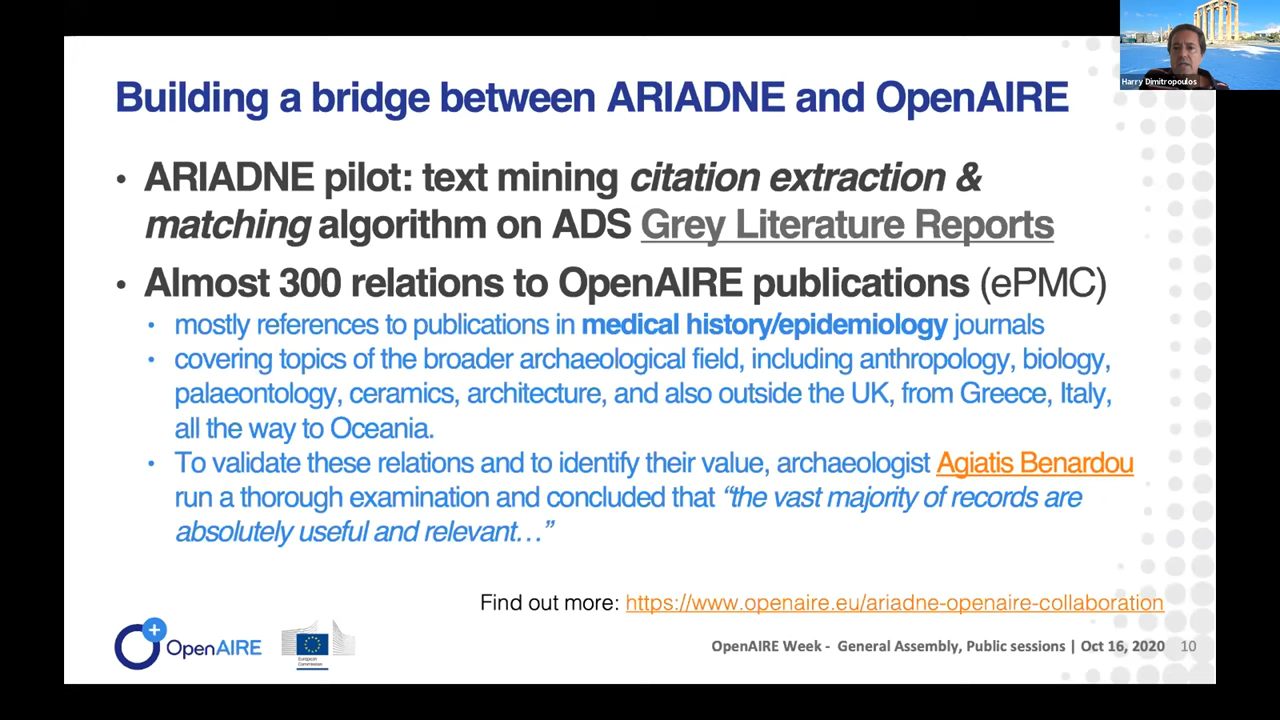 Harry Dimitropoulos
Building a bridge between ARIADNE and OpenAIRE
• ARIADNE pilot: text mining citation extraction &
matching algorithm on ADS Grey Literature Reports
• Almost 300 relations to OpenAIRE publications (ePMC)
• mostly references to publications in medical history/epidemiology journals
• covering topics of the broader archaeological field, including anthropology, biology,
palaeontology, ceramics, architecture, and also outside the UK, from Greece, Italy,
all the way to Oceania.
• To validate these relations and to identify their value, archaeologist Agiatis Benardou
run a thorough examination and concluded that “the vast majority of records are
absolutely useful and relevant…”
Find out more: https://www.openaire.eu/ariadne-openaire-collaboration
OpenAIRE
European
Commission
OpenAIRE Week - General Assembly, Public sessions | Oct 16, 2020 10